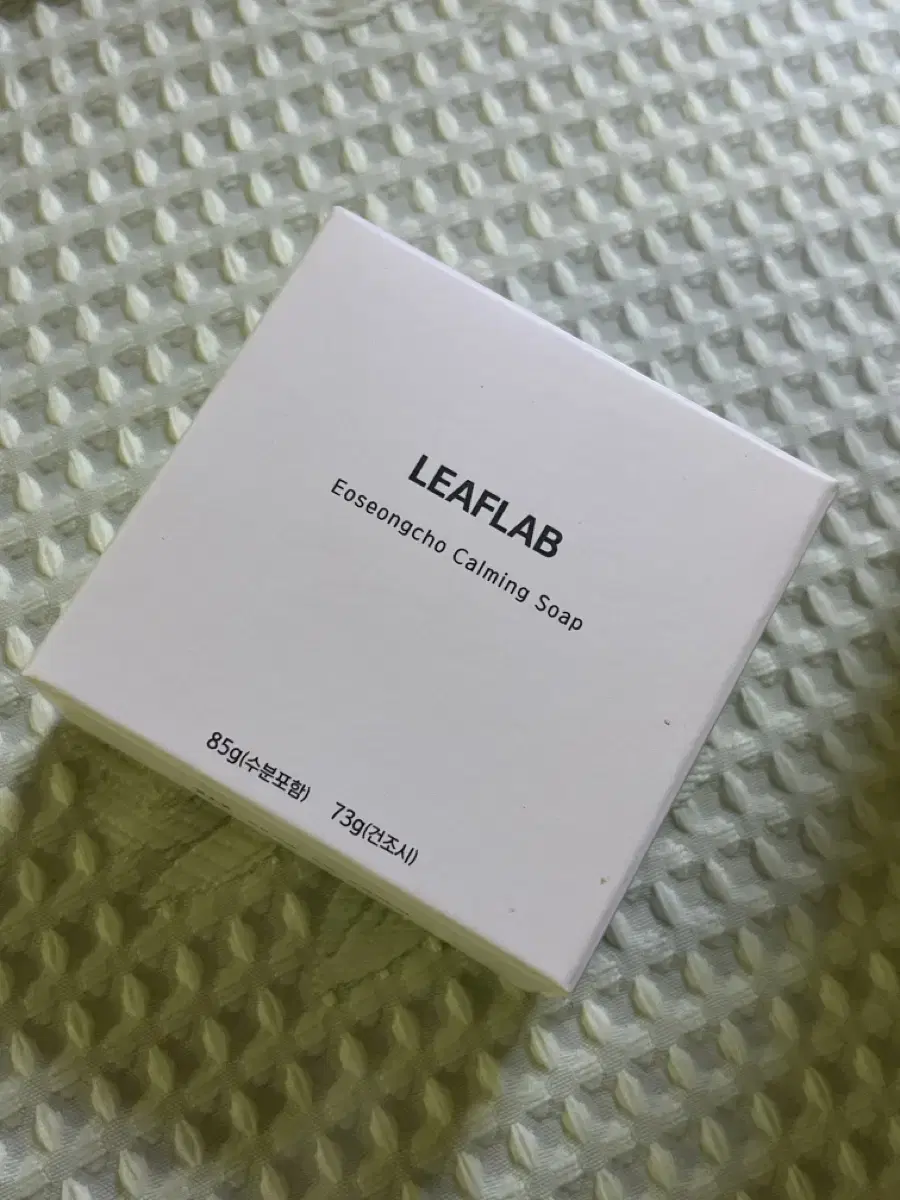 LEAFLAB
Eoseongcho Calming Soap
85g(수분포함) 73g(건조시)